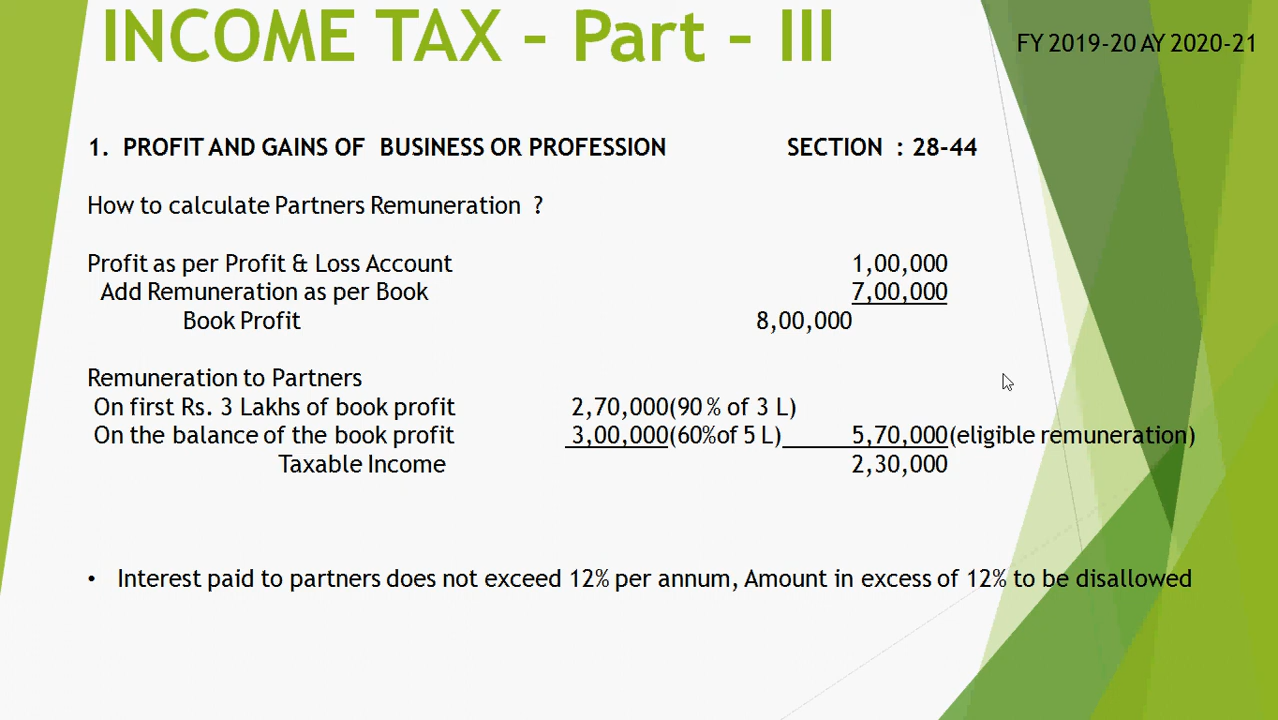 INCOME TAX - Part - III
FY 2019-20 AY 2020-21
1. PROFIT AND GAINS OF BUSINESS OR PROFESSION SECTION : 28-44
How to calculate Partners Remuneration ?
Profit as per Profit & Loss Account 1,00,000
Add Remuneration as per Book 7,00,000
Book Profit 8,00,000
Remuneration to Partners
On first Rs. 3 Lakhs of book profit 2,70,000(90% of 3 L)
On the balance of the book profit 3,00,000(60%of 5 L) 5,70,000(eligible remuneration)
Taxable Income 2,30,000
• Interest paid to partners does not exceed 12% per annum, Amount in excess of 12% to be disallowed